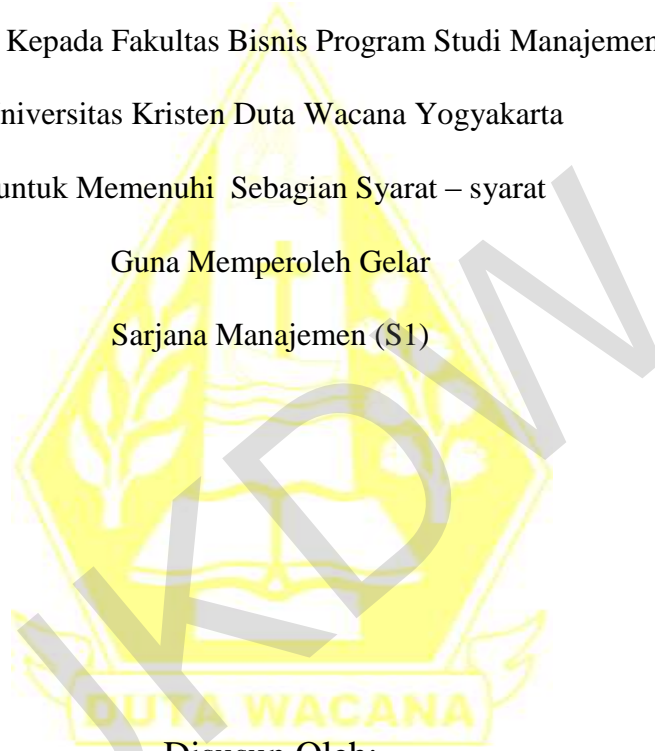 Kepada Fakultas Bisnis Program Studi Manajemen
niversitas Kristen Duta Wacana Yogyakarta
untuk Memenuhi Sebagian Syarat – syarat
Guna Memperoleh Gelar
Sarjana Manajemen (S1)
DUTA WACANA
Disusun Oleh:
KDW